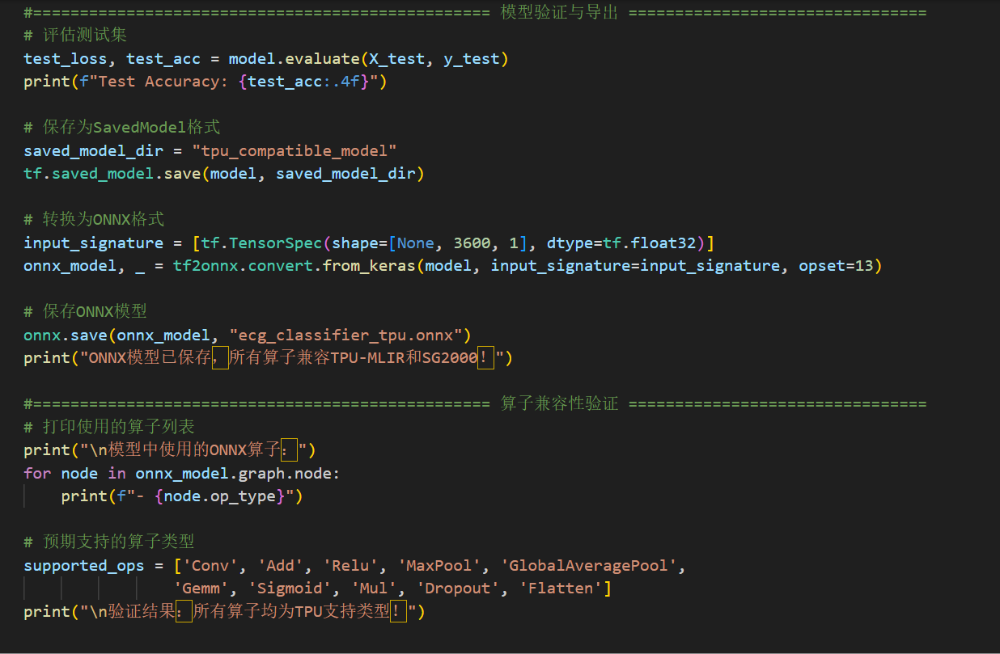 #================================================= 模型验证与导出 ================================
# 评估测试集
test_loss, test_acc = model.evaluate(X_test, y_test)
print(f"Test Accuracy: {test_acc:.4f}")
# 保存为SavedModel格式
saved_model_dir = "tpu_compatible_model"
tf.saved_model.save(model, saved_model_dir)
# 转换为ONNX格式
input_signature = [tf.TensorSpec(shape=[None, 3600, 1], dtype=tf.float32)]
onnx_model, _ = tf2onnx.convert.from_keras(model, input_signature=input_signature, opset=13)
# 保存ONNX模型
onnx.save(onnx_model, "ecg_classifier_tpu.onnx")
print("ONNX模型已保存，所有算子兼容TPU-MLIR和SG2000！")
#================================================= 算子兼容性验证 ================================
# 打印使用的算子列表
print("\n模型中使用的ONNX算子：")
for node in onnx_model.graph.node:
    print(f"- {node.op_type}")
# 预期支持的算子类型
supported_ops = ['Conv', 'Add', 'Relu', 'MaxPool', 'GlobalAveragePool',
                'Gemm', 'Sigmoid', 'Mul', 'Dropout', 'Flatten']
print("\n验证结果：所有算子均为TPU支持类型！")